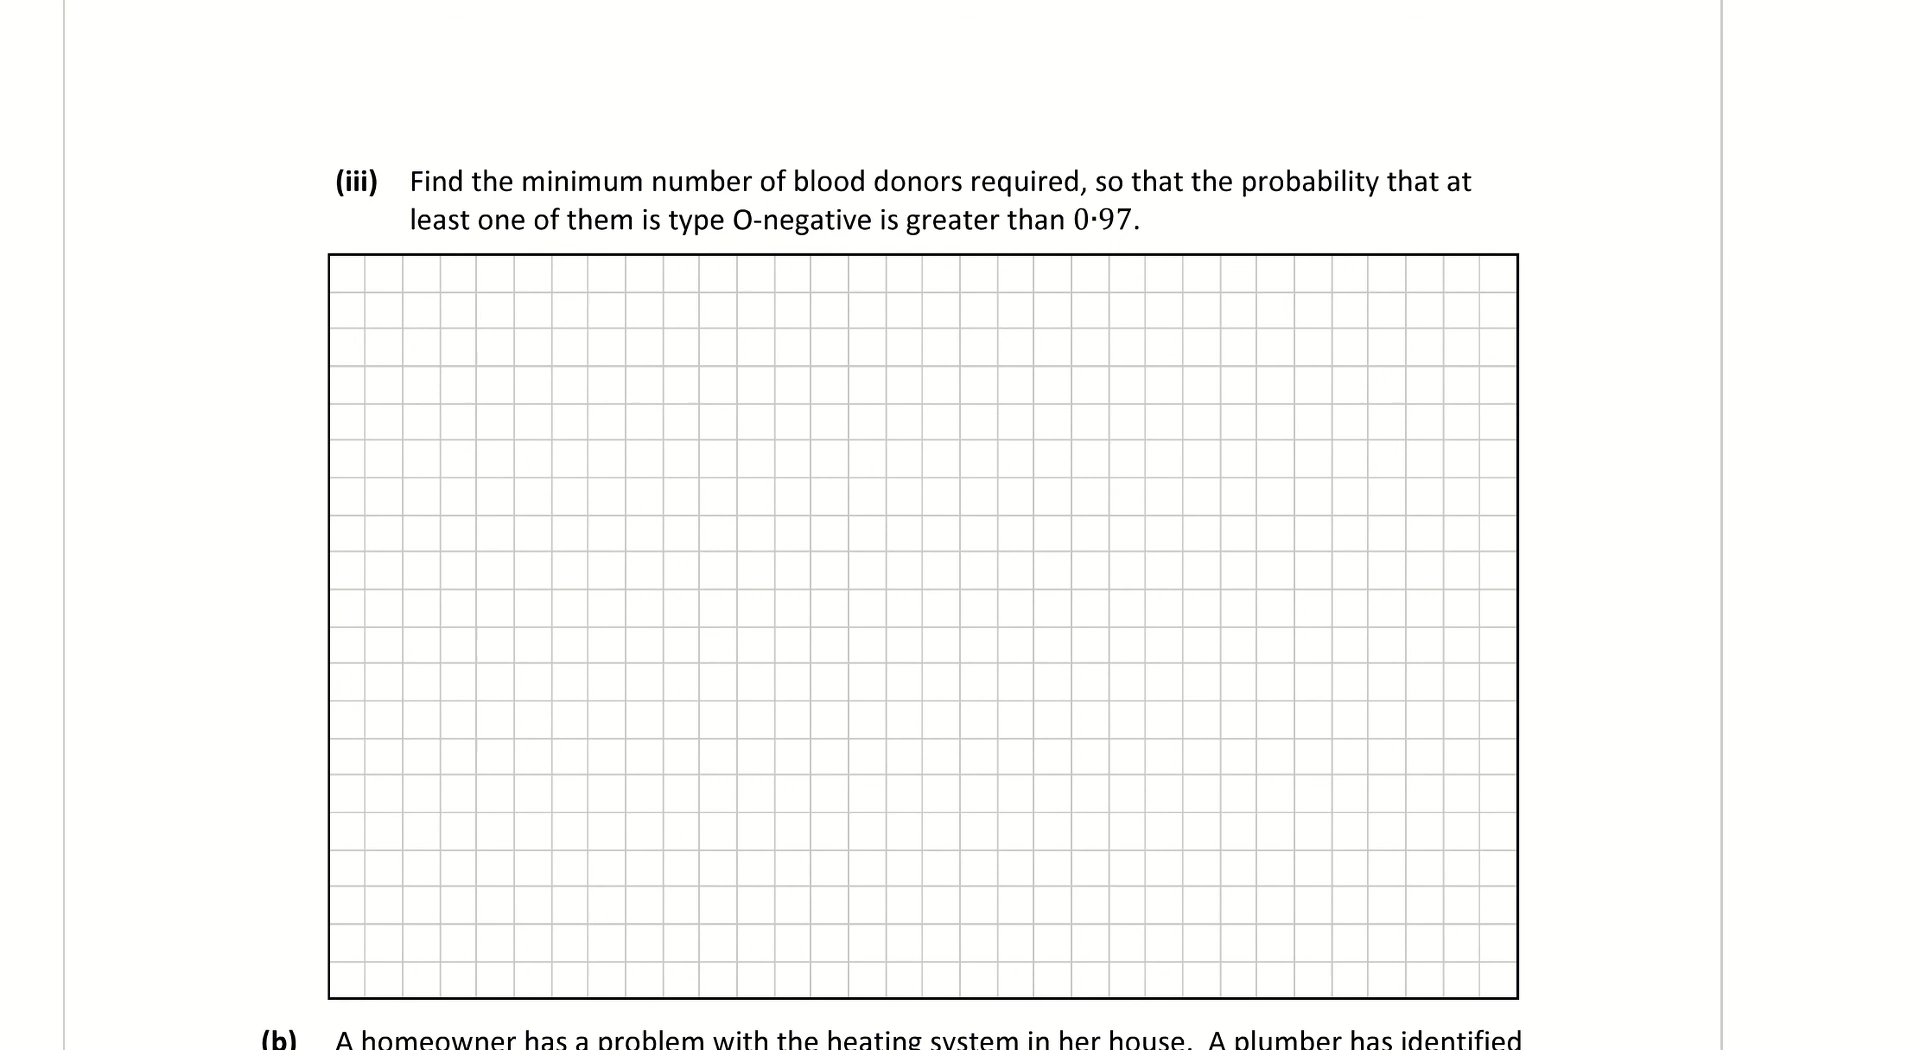 (iii) Find the minimum number of blood donors required, so that the probability that at
least one of them is type O-negative is greater than 0·97.
(b) A homeowner has a problem with the heating system in her house. A plumber has identified